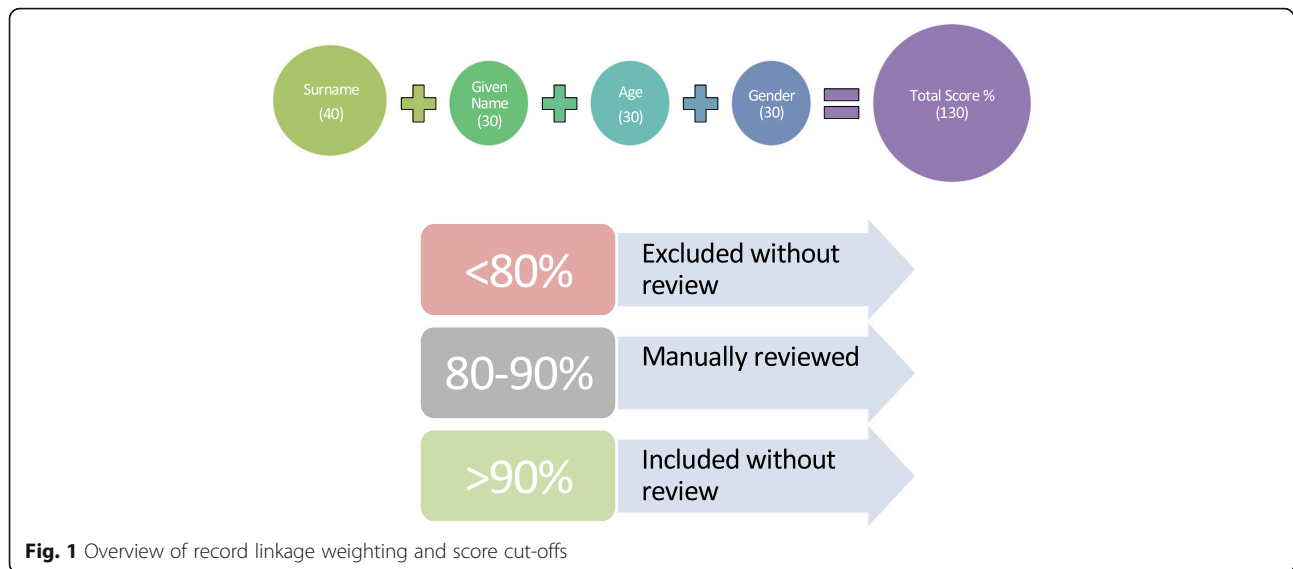 Surname
(40)
Given
Name
(30)
Age
(30)
Gender
(30)
Total Score %
(130)
<80%
Excluded without
review
80-90%
Manually reviewed
>90%
Included without
review
Fig. 1 Overview of record linkage weighting and score cut-offs